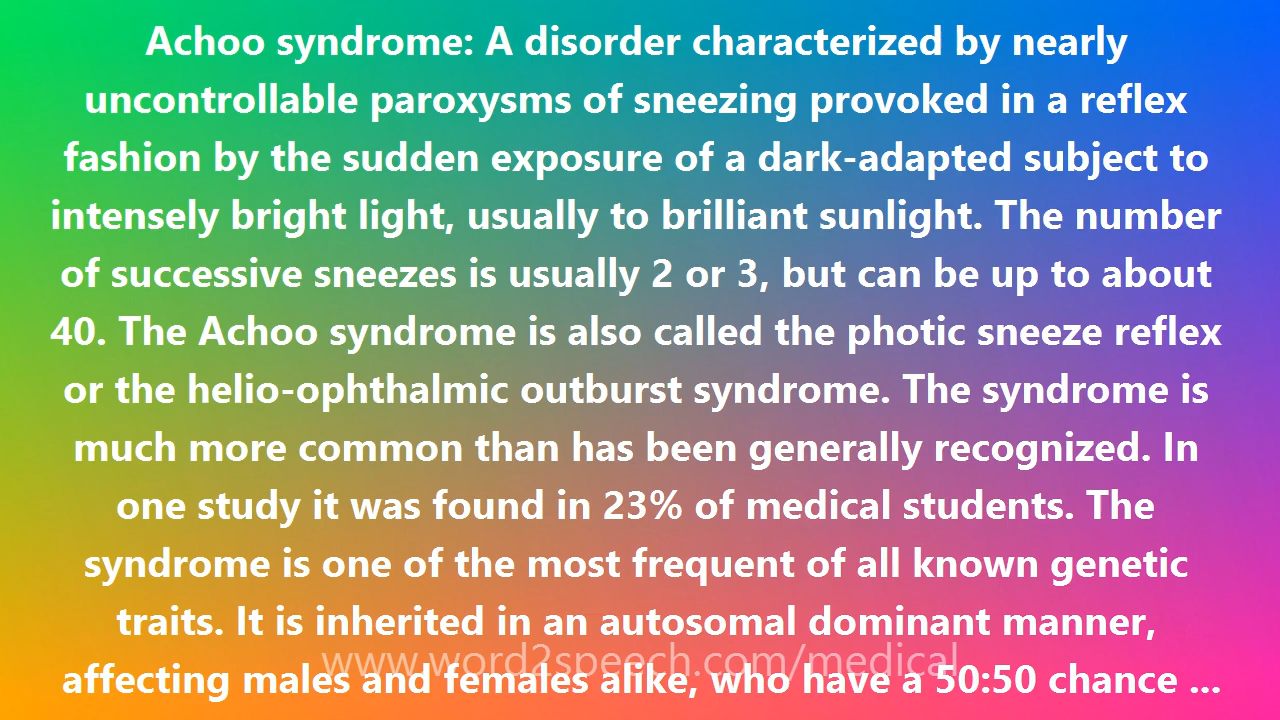 Achoo syndrome: A disorder characterized by nearly
uncontrollable paroxysms of sneezing provoked in a reflex
fashion by the sudden exposure of a dark-adapted subject to
intensely bright light, usually to brilliant sunlight. The number
of successive sneezes is usually 2 or 3, but can be up to about
40. The Achoo syndrome is also called the photic sneeze reflex
or the helio-ophthalmic outburst syndrome. The syndrome is
much more common than has been generally recognized. In
one study it was found in 23% of medical students. The
syndrome is one of the most frequent of all known genetic
traits. It is inherited in an autosomal dominant manner,
www.word2speech.com/medical
affecting males and females alike, who have a 50:50 chance ...